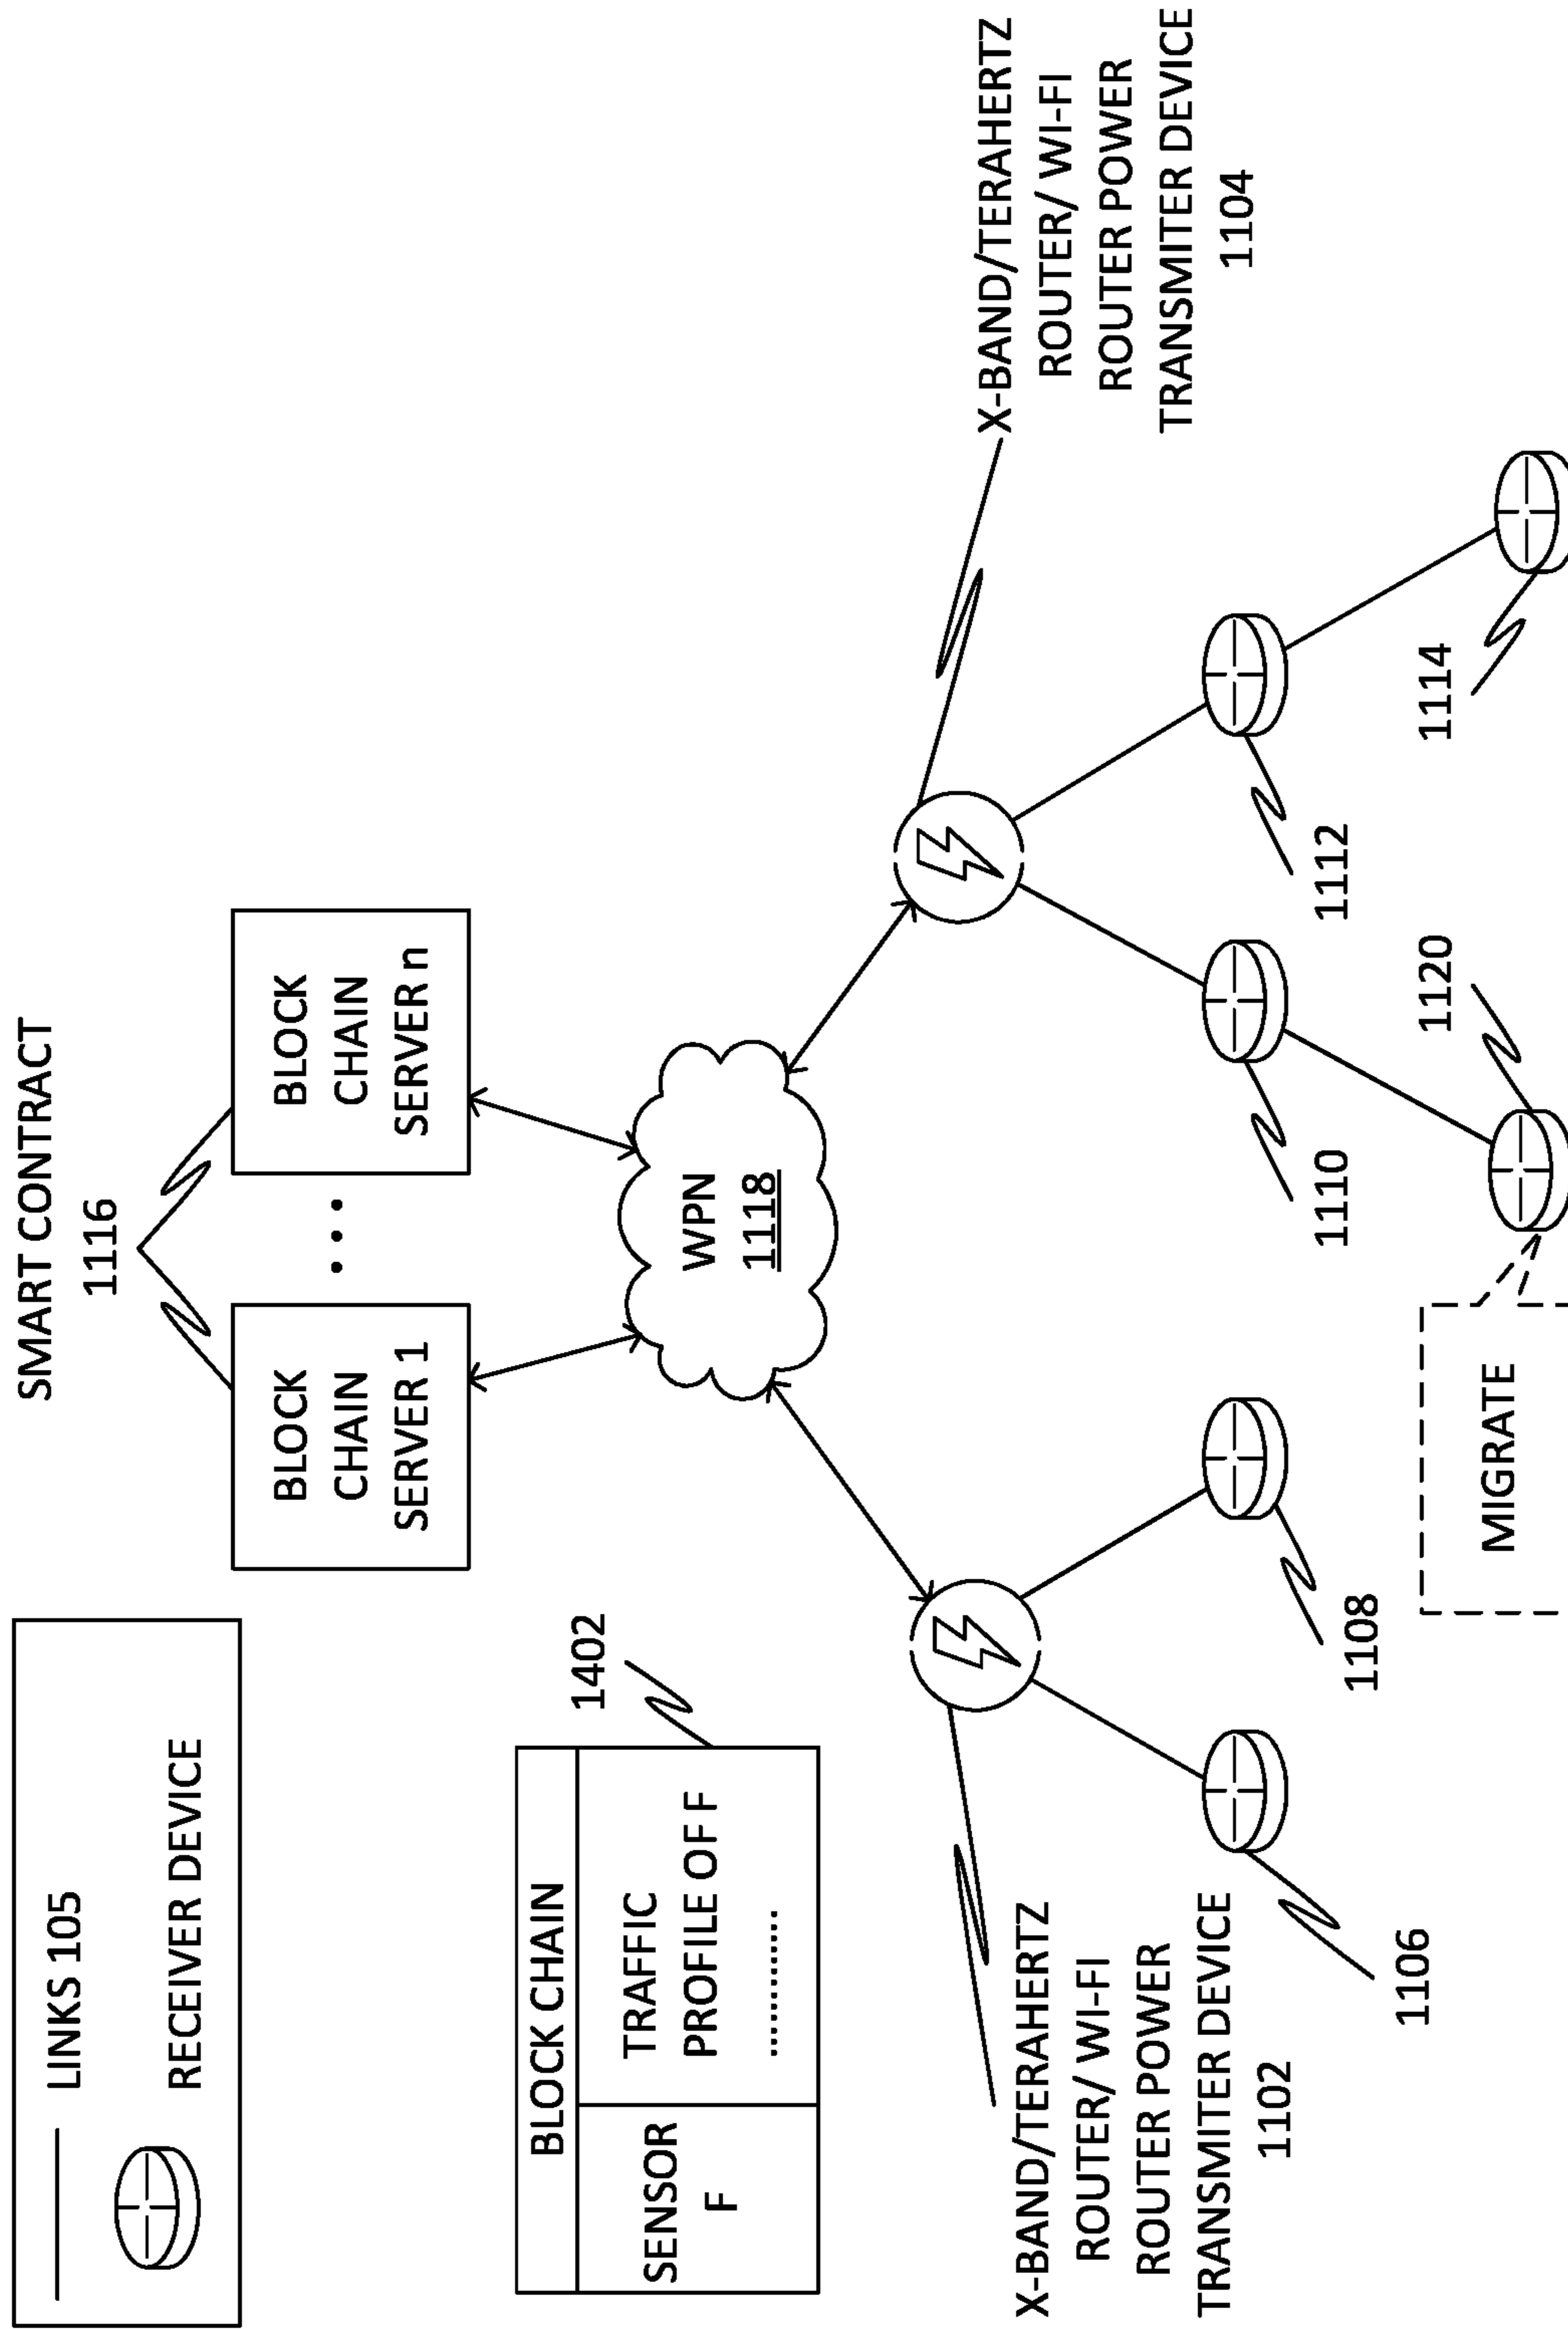 LINKS 105
RECEIVER DEVICE
SMART CONTRACT
1116
BLOCK
CHAIN
SERVER 1
...
BLOCK
CHAIN
SERVER n
BLOCK CHAIN
SENSOR
F
TRAFFIC
PROFILE OF F
............
1402
WPN
1118
X-BAND/TERAHERTZ
ROUTER/ WI-FI
ROUTER POWER
TRANSMITER DEVICE
1102
X-BAND/TERAHERTZ
ROUTER/ WI-FI
ROUTER POWER
TRANSMITER DEVICE
1104
1106
1108
1110
1112
MIGRATE
1120
1114